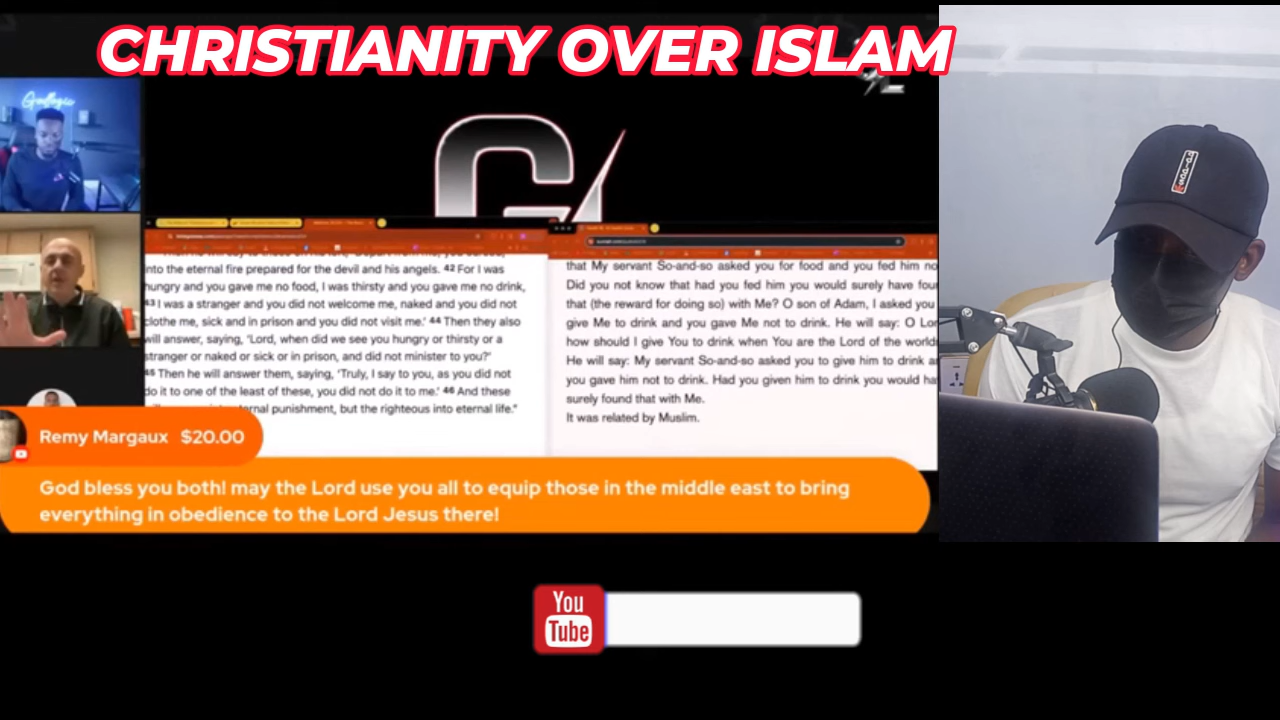 CHRISTIANITY OVER ISLAM
Godlogic
into the eternal fire prepared for the devil and his angels. 42 For I was
hungry and you gave me no food, I was thirsty and you gave me no drink,
43 I was a stranger and you did not welcome me, naked and you did not
clothe me, sick and in prison and you did not visit me.' 44 Then they also
will answer, saying, 'Lord, when did we see you hungry or thirsty or a
stranger or naked or sick or in prison, and did not minister to you?'
45 Then he will answer them, saying, 'Truly, I say to you, as you did not
do it to one of the least of these, you did not do it to me.' 46 And these
eternal punishment, but the righteous into eternal life."
that My servant So-and-so asked you for food and you fed him no
Did you not know that had you fed him you would surely have fou
that (the reward for doing so) with Me? O son of Adam, I asked you
give Me to drink and you gave Me not to drink. He will say: O Lor
how should I give You to drink when You are the Lord of the world
He will say: My servant So-and-so asked you to give him to drink a
you gave him not to drink. Had you given him to drink you would ha
surely found that with Me.
It was related by Muslim.
Remy Margaux $20.00
God bless you both! may the Lord use you all to equip those in the middle east to bring
everything in obedience to the Lord Jesus there!
You
Tube